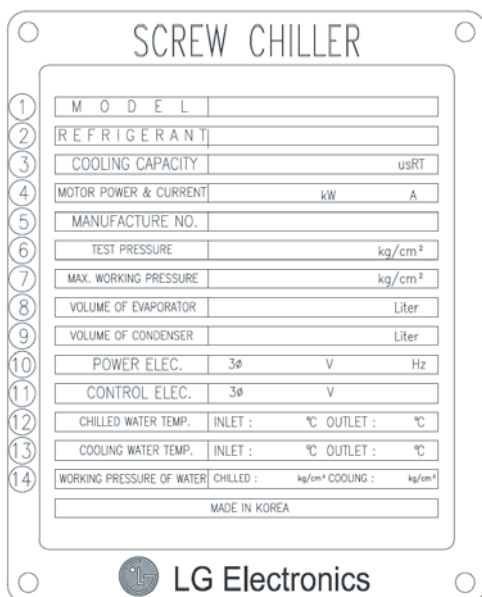 SCREW CHILLER
① MODEL
② REFRIGERANT
③ COOLING CAPACITY usRT
④ MOTOR POWER & CURRENT kW A
⑤ MANUFACTURE NO.
⑥ TEST PRESSURE kg/cm²
⑦ MAX. WORKING PRESSURE kg/cm²
⑧ VOLUME OF EVAPORATOR Liter
⑨ VOLUME OF CONDENSER Liter
⑩ POWER ELEC. 3ø V Hz
⑪ CONTROL ELEC. 3ø V
⑫ CHILLED WATER TEMP. INLET : ℃ OUTLET : ℃
⑬ COOLING WATER TEMP. INLET : ℃ OUTLET : ℃
⑭ WORKING PRESSURE OF WATER CHILLED : kg/cm² COOLING : kg/cm²
MADE IN KOREA
LG Electronics